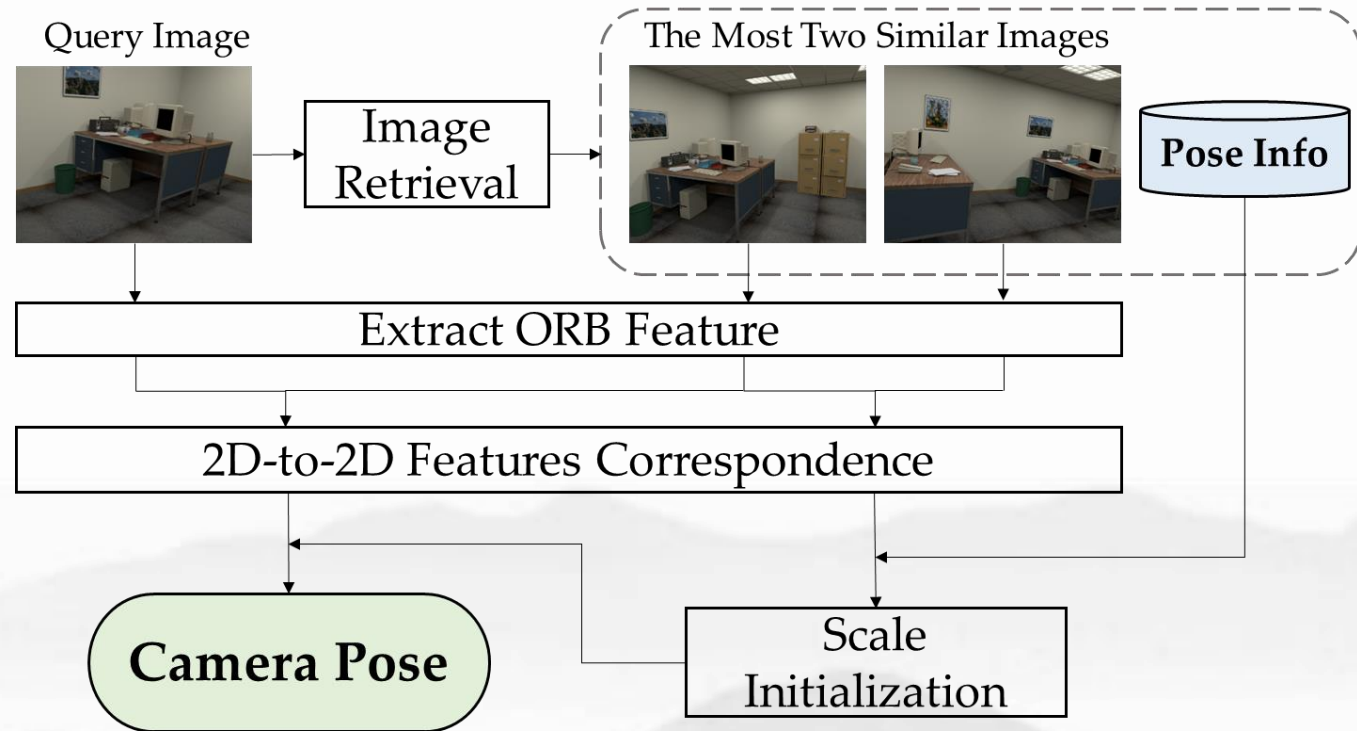 Query Image
The Most Two Similar Images
Image
Retrieval
Pose Info
Extract ORB Feature
2D-to-2D Features Correspondence
Camera Pose
Scale
Initialization